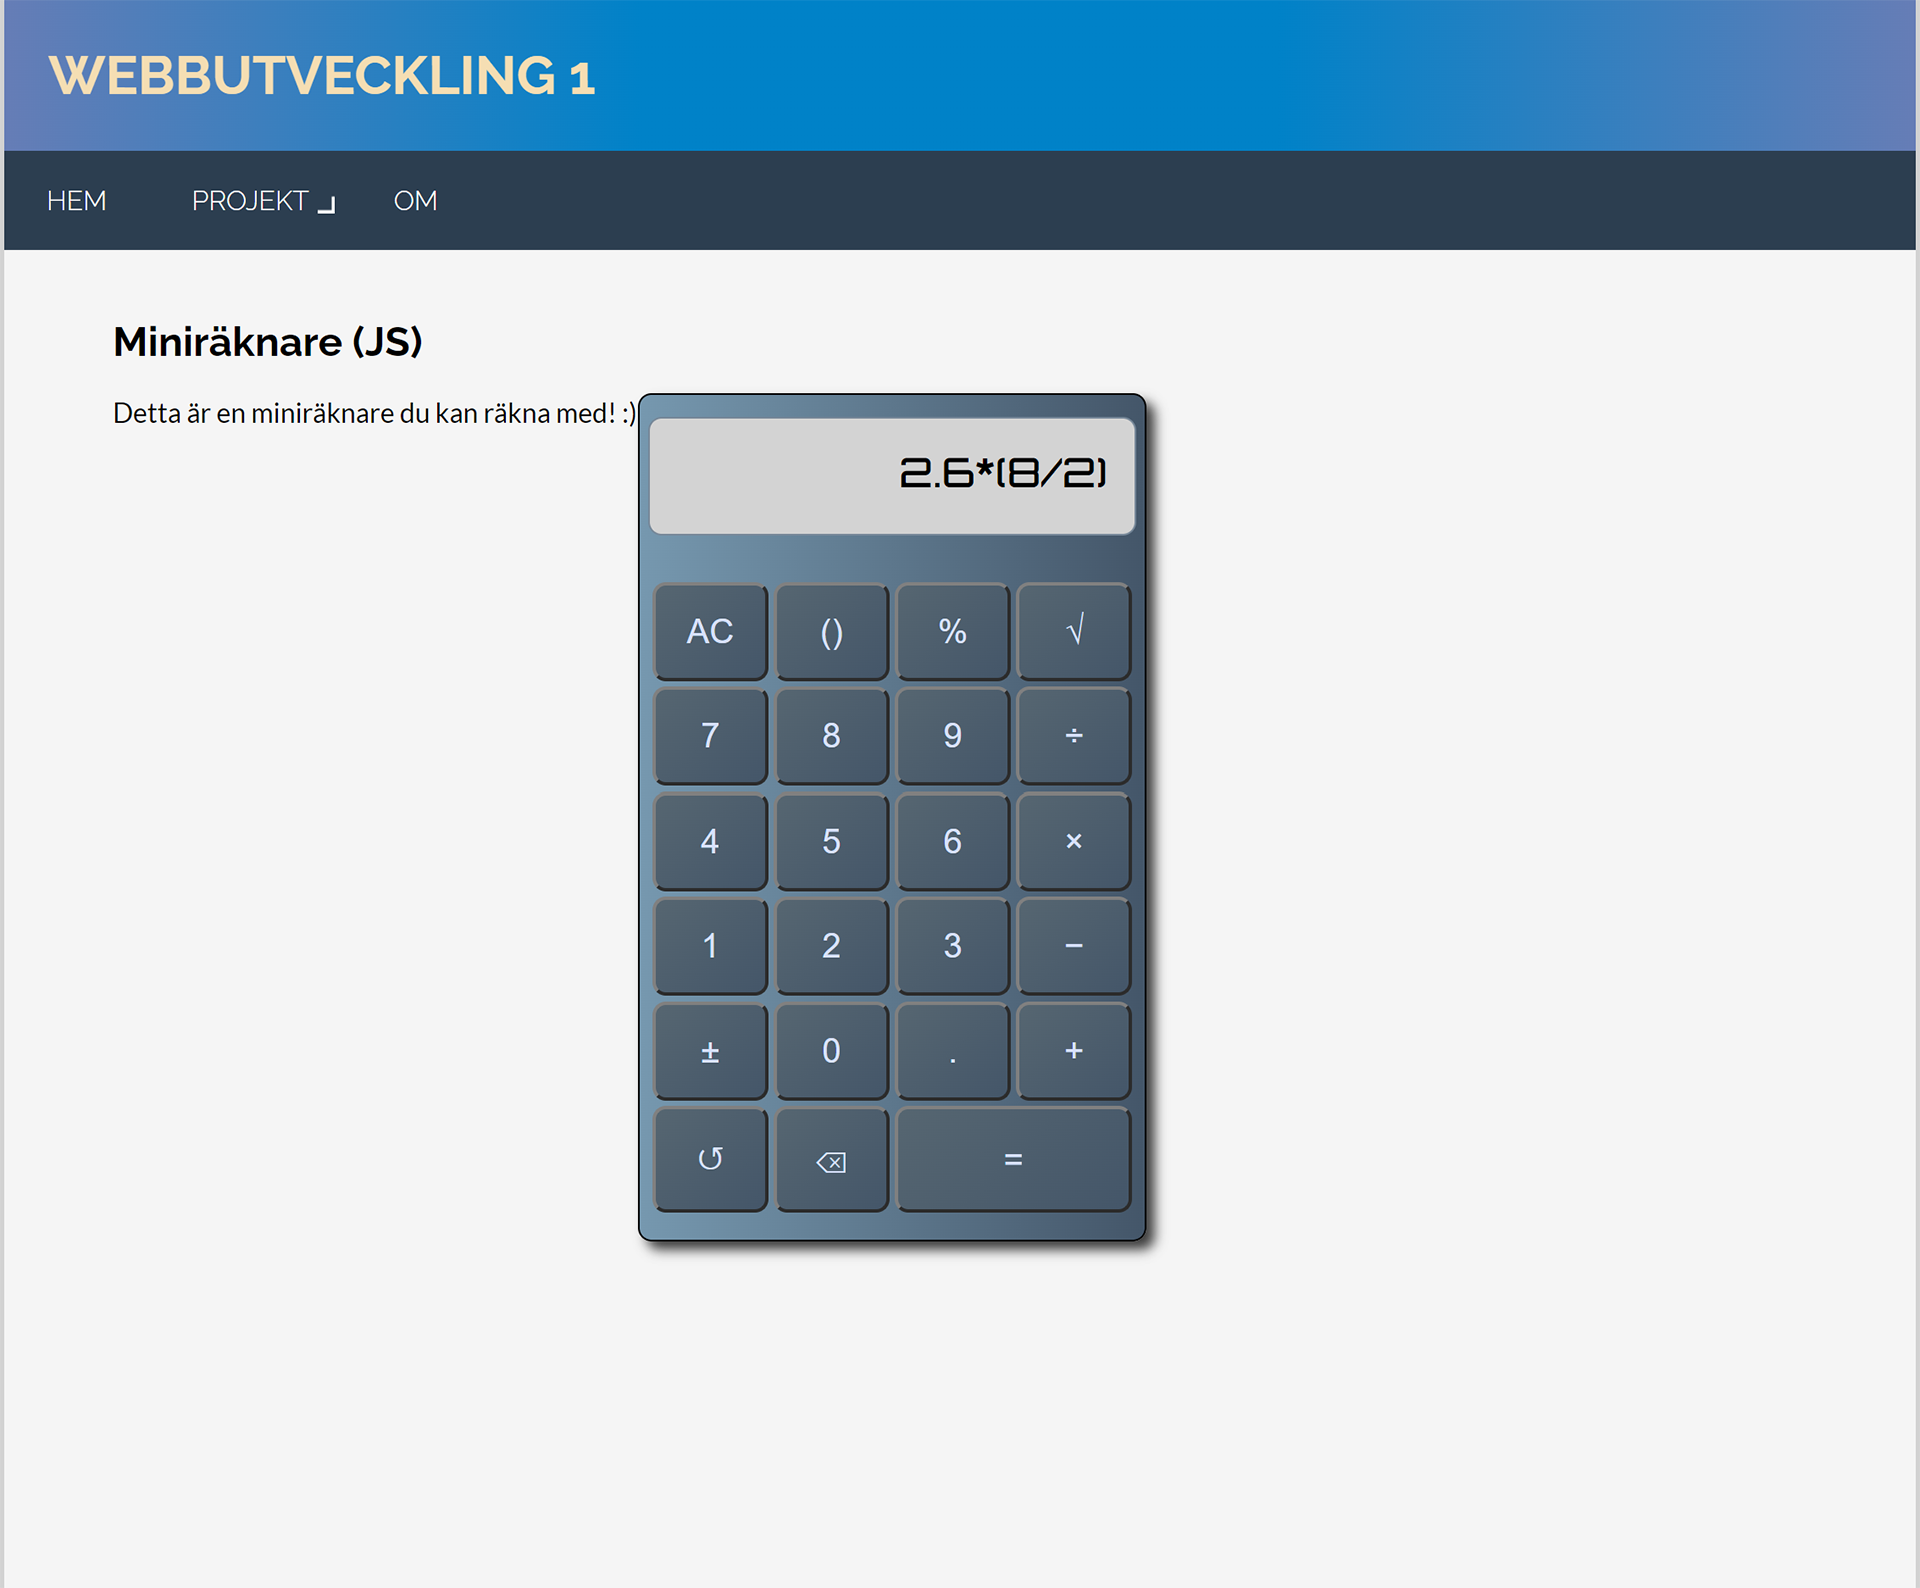 WEBBUTVECKLING 1
HEM PROJEKT OM
Miniräknare (JS)
Detta är en miniräknare du kan räkna med! :)
2.6*(8/2)
AC () % √
7 8 9 ÷
4 5 6 ×
1 2 3 −
± 0 . +
↺ ⌫ =